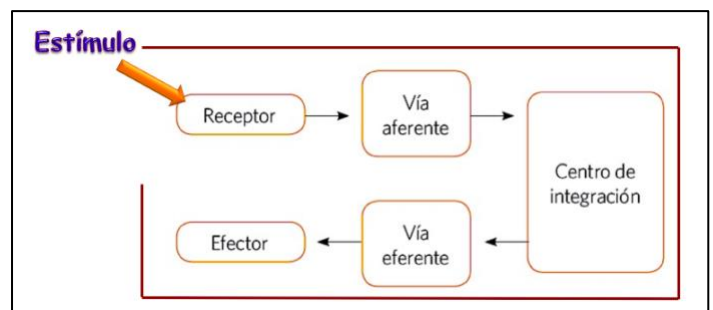 Estímulo
Receptor
Vía
aferente
Centro de
integración
Vía
eferente
Efector